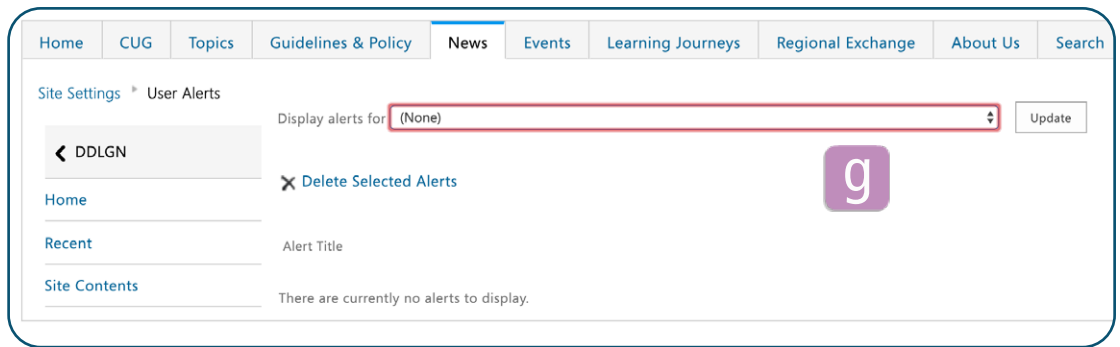 Home CUG Topics Guidelines & Policy News Events Learning Journeys Regional Exchange About Us Search
Site Settings User Alerts
Display alerts for (None) Update
DDLGN
g
Delete Selected Alerts
Home
Recent
Alert Title
Site Contents
There are currently no alerts to display.